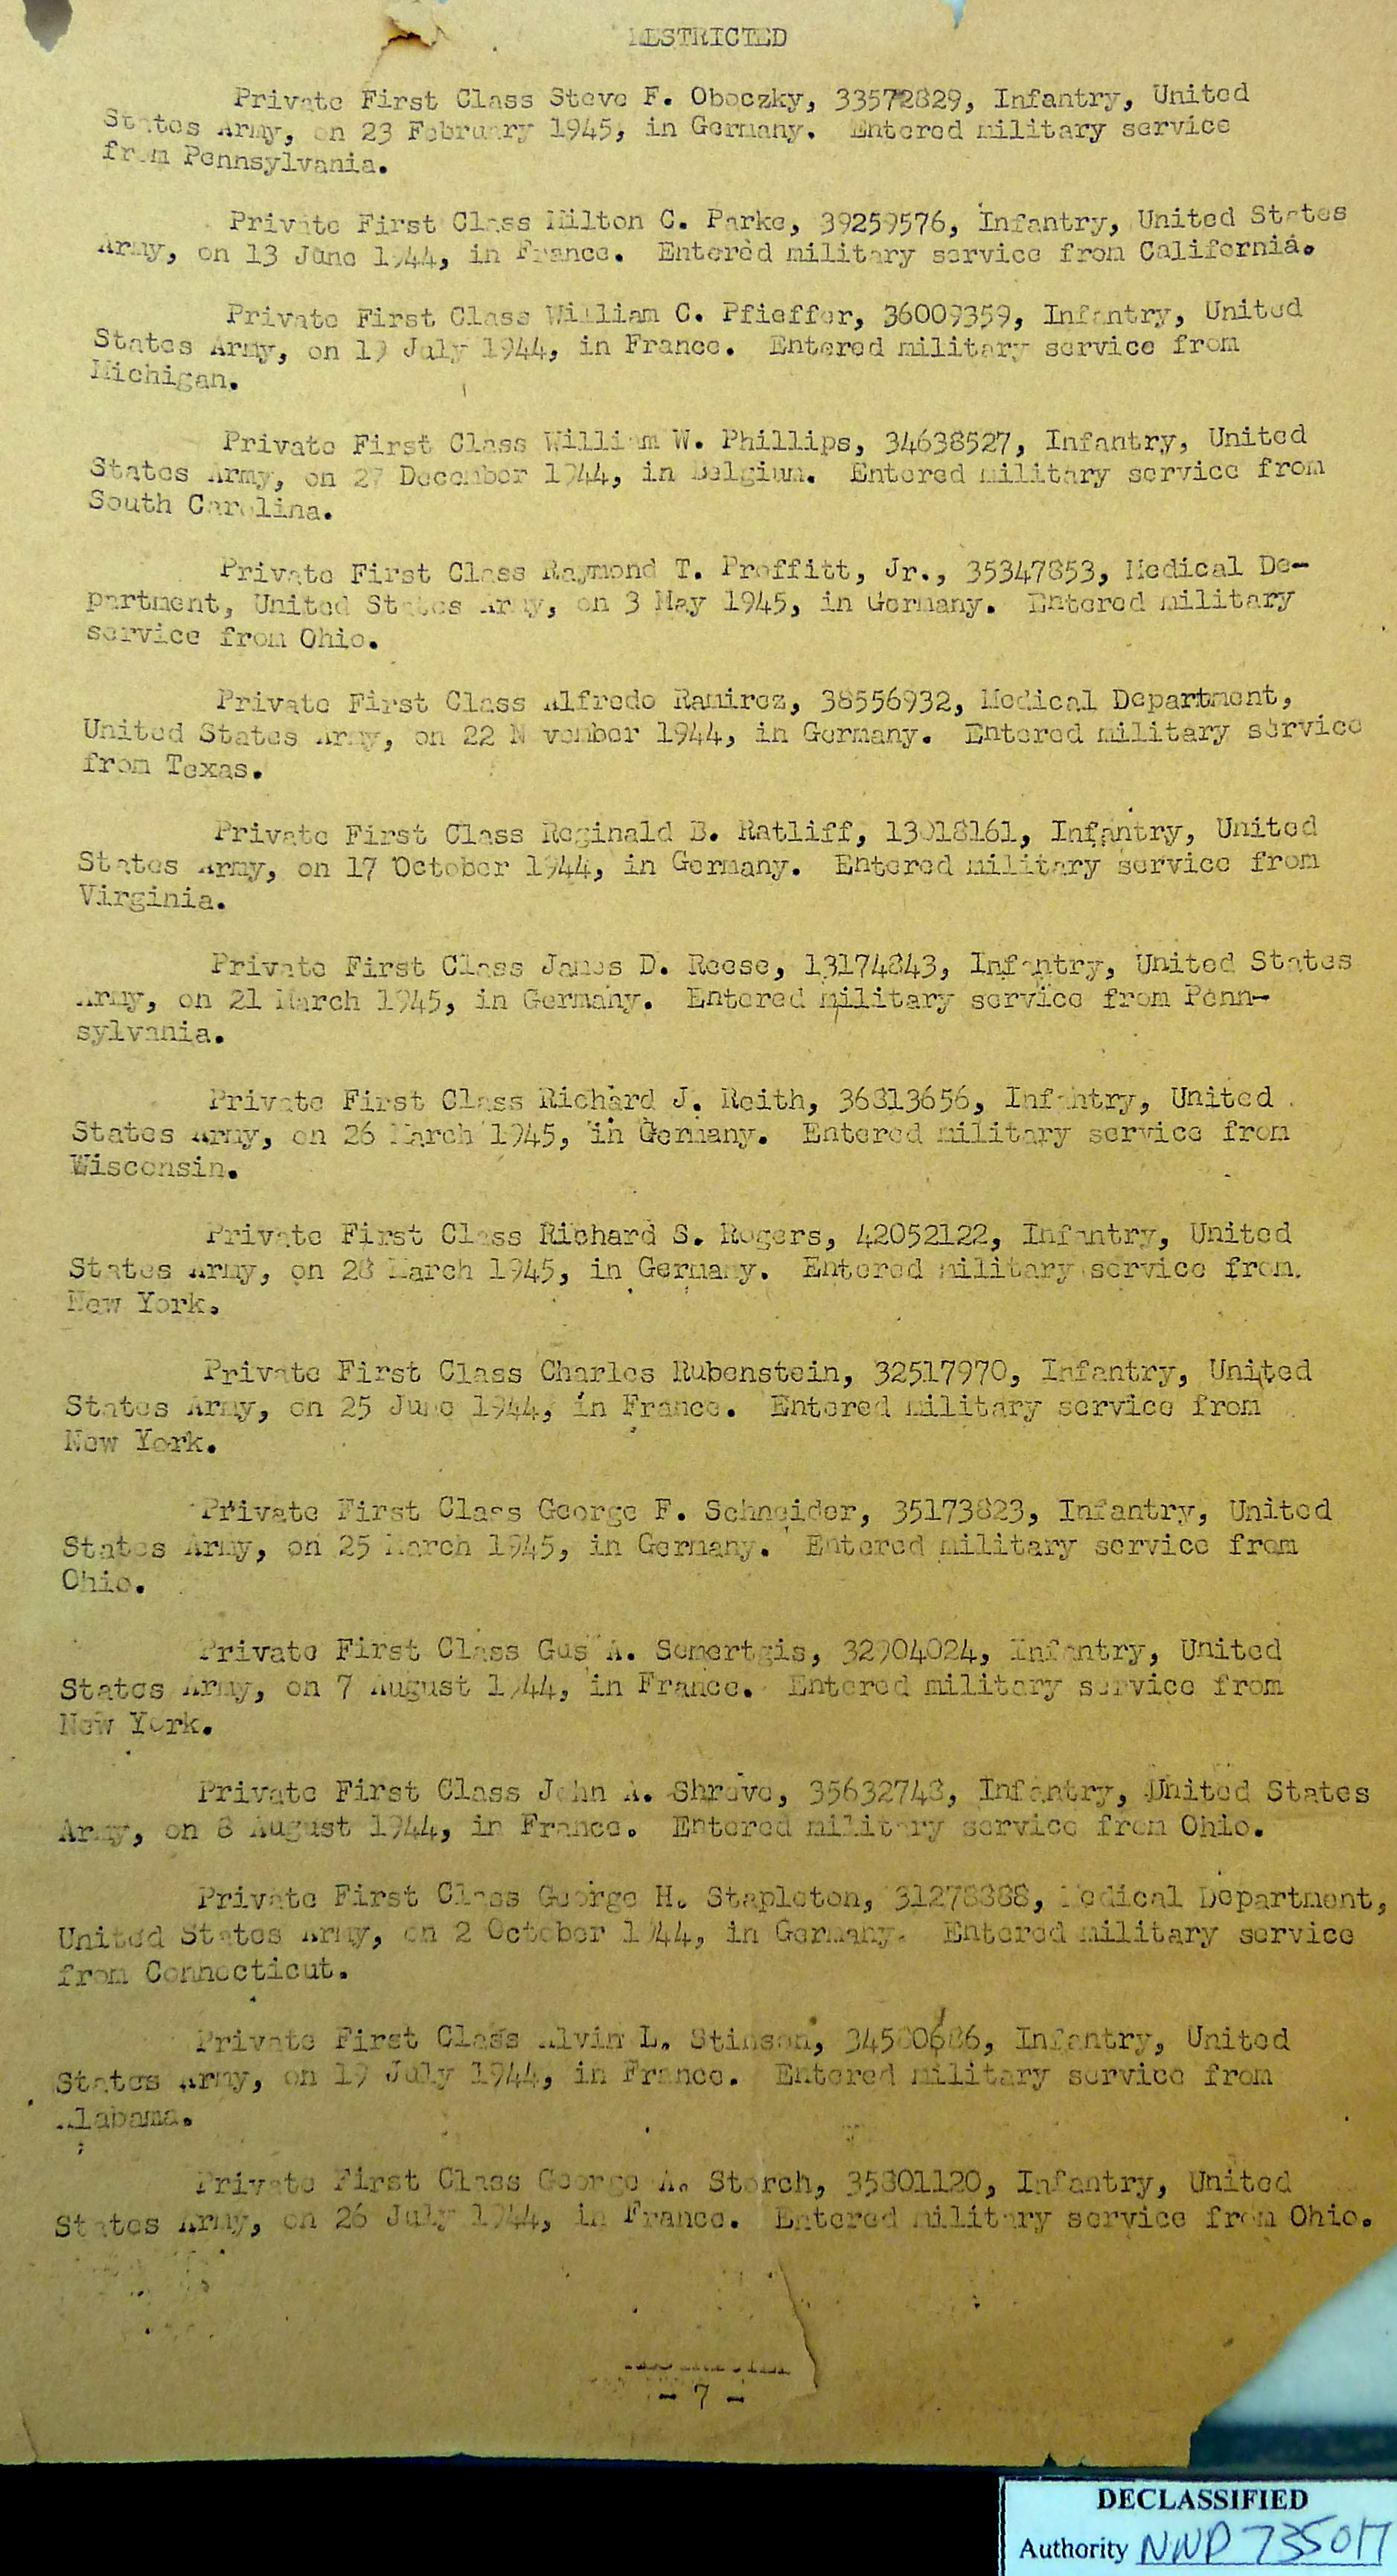 RESTRICTED
Private First Class Steve F. Oboczky, 33572829, Infantry, United
States Army, on 23 February 1945, in Germany. Entered military service
from Pennsylvania.
Private First Class Milton C. Parke, 39259576, Infantry, United States
Army, on 13 June 1944, in France. Entered military service from California.
Private First Class William C. Pfieffer, 36009359, Infantry, United
States Army, on 19 July 1944, in France. Entered military service from
Michigan.
Private First Class William W. Phillips, 34638527, Infantry, United
States Army, on 27 December 1944, in Belgium. Entered military service from
South Carolina.
Private First Class Raymond T. Proffitt, Jr., 35347853, Medical De-
partment, United States Army, on 3 May 1945, in Germany. Entered military
service from Ohio.
Private First Class Alfredo Ramirez, 38556932, Medical Department,
United States Army, on 22 November 1944, in Germany. Entered military service
from Texas.
Private First Class Reginald B. Ratliff, 13018161, Infantry, United
States Army, on 17 October 1944, in Germany. Entered military service from
Virginia.
Private First Class James D. Reese, 13174843, Infantry, United States
Army, on 21 March 1945, in Germany. Entered military service from Penn-
sylvania.
Private First Class Richard J. Reith, 36813656, Infantry, United
States Army, on 26 March 1945, in Germany. Entered military service from
Wisconsin.
Private First Class Richard S. Rogers, 42052122, Infantry, United
States Army, on 28 March 1945, in Germany. Entered military service from
New York.
Private First Class Charles Rubenstein, 32517970, Infantry, United
States Army, on 25 June 1944, in France. Entered military service from
New York.
Private First Class George F. Schneider, 35173823, Infantry, United
States Army, on 25 March 1945, in Germany. Entered military service from
Ohio.
Private First Class Gus A. Semertgis, 32904024, Infantry, United
States Army, on 7 August 1944, in France. Entered military service from
New York.
Private First Class John A. Shreve, 35632748, Infantry, United States
Army, on 8 August 1944, in France. Entered military service from Ohio.
Private First Class George H. Stapleton, 31278388, Medical Department,
United States Army, on 2 October 1944, in Germany. Entered military service
from Connecticut.
Private First Class Alvin L. Stinson, Infantry, United
States Army, on 19 July 1944, in France. Entered military service from
Alabama.
Private First Class George A. Storch, 35801120, Infantry, United
States Army, on 26 July 1944, in France. Entered military service from Ohio.
- 7 -
DECLASSIFIED
Authority NND 735017